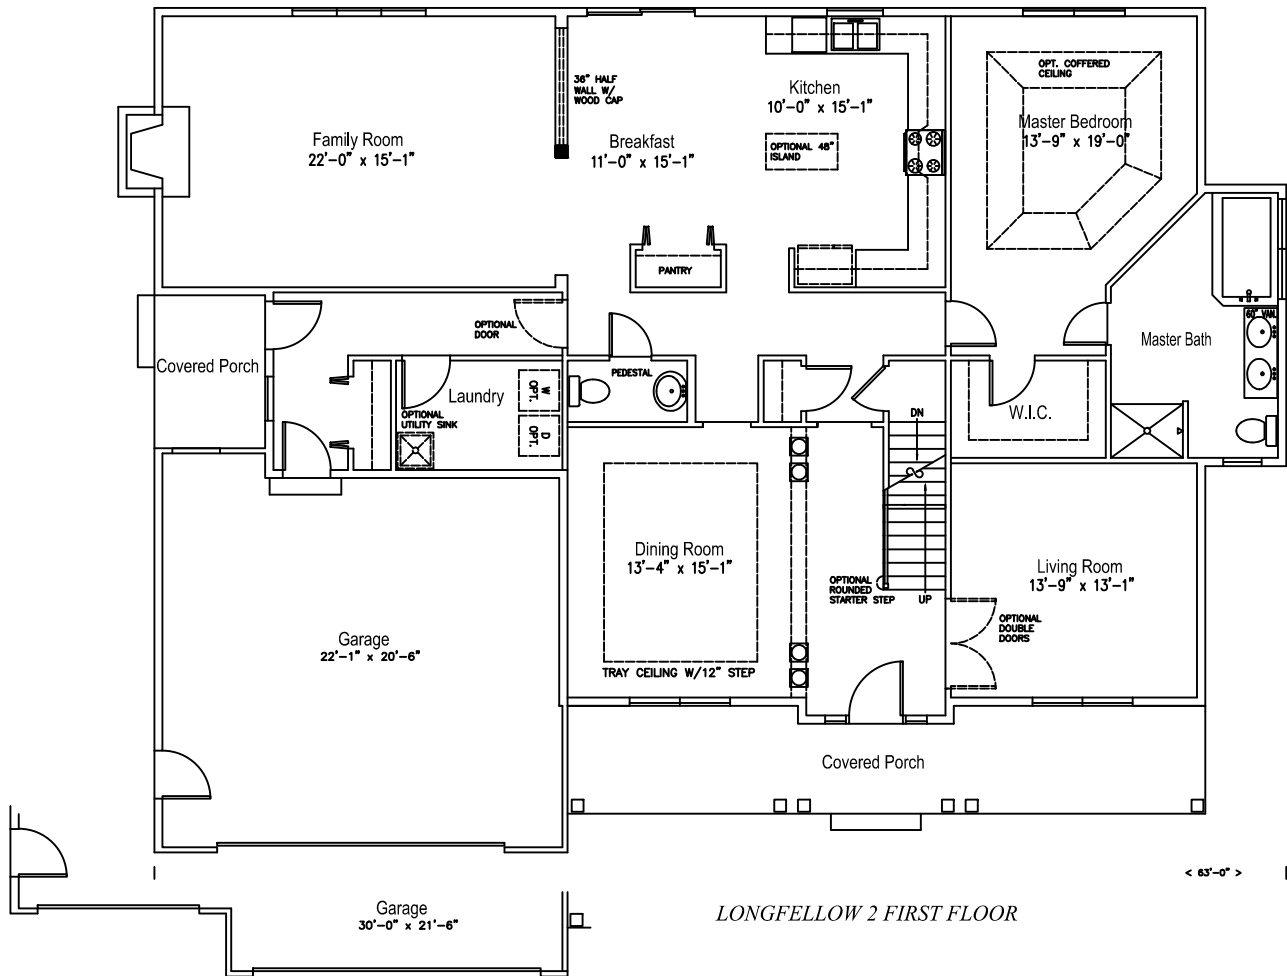 Family Room
22'-0" x 15'-1"
36" HALF
WALL W/
WOOD CAP
Breakfast
11'-0" x 15'-1"
Kitchen
10'-0" x 15'-1"
OPTIONAL 48"
ISLAND
PANTRY
OPT. COFFERED
CEILING
Master Bedroom
13'-9" x 19'-0"
60" VAN.
Master Bath
Covered Porch
OPTIONAL
DOOR
Laundry
OPTIONAL
UTILITY SINK
W
OPT.
D
OPT.
PEDESTAL
DN
W.I.C.
Dining Room
13'-4" x 15'-1"
TRAY CEILING W/12" STEP
OPTIONAL
ROUNDED
STARTER STEP
UP
Living Room
13'-9" x 13'-1"
OPTIONAL
DOUBLE
DOORS
Garage
22'-1" x 20'-6"
Covered Porch
< 63'-0" >
Garage
30'-0" x 21'-6"
LONGFELLOW 2 FIRST FLOOR